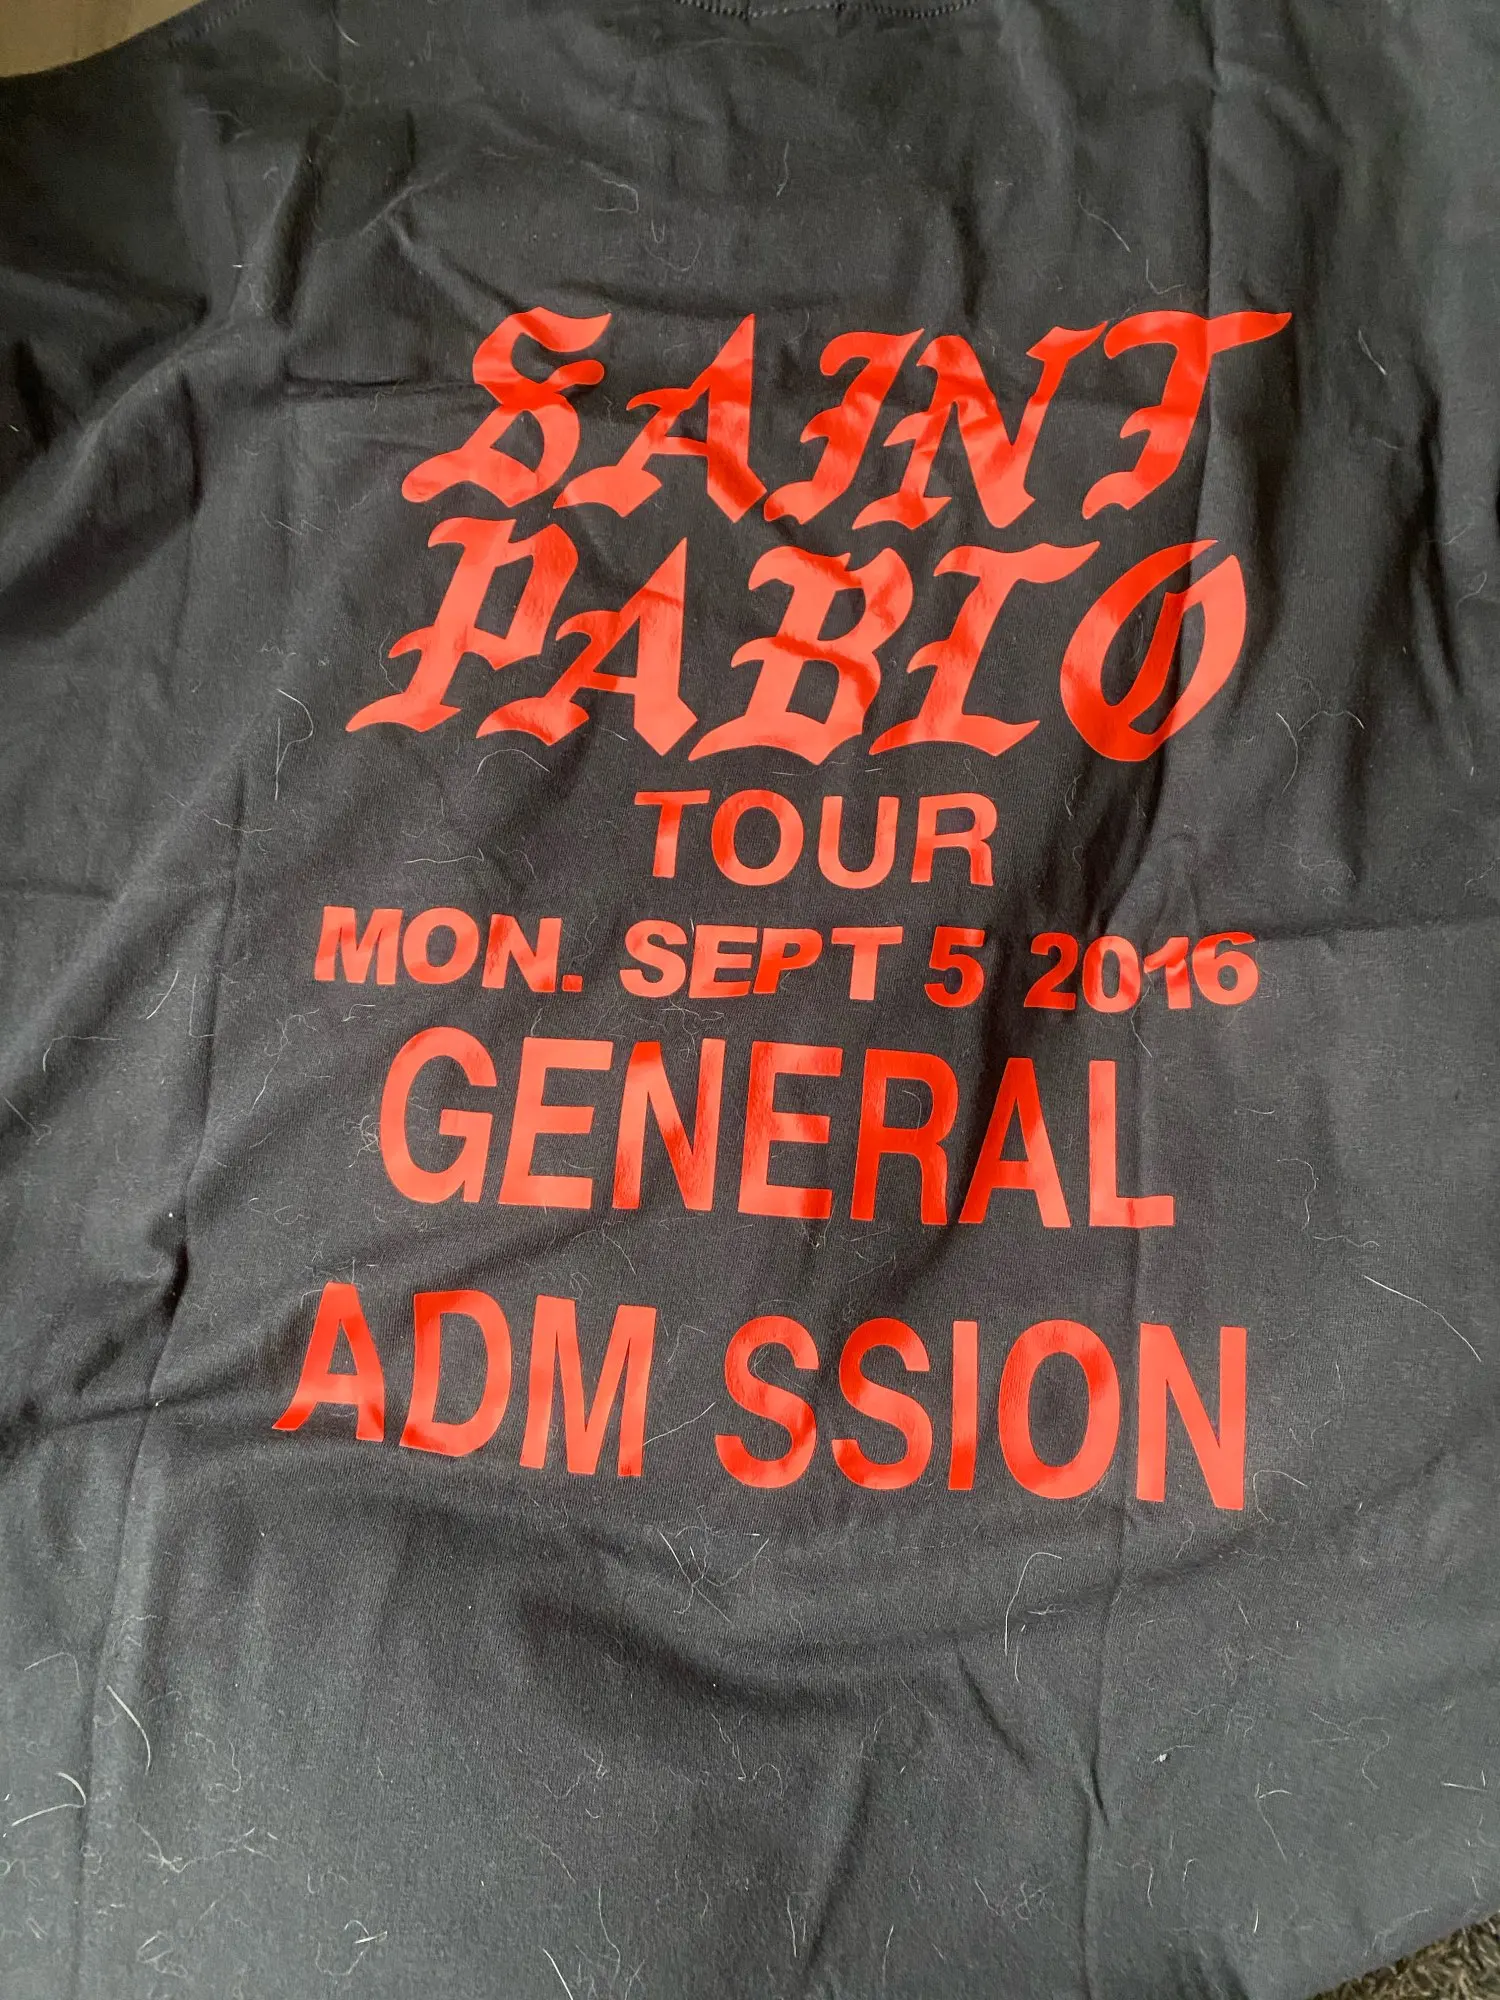 SAINT
PABLO
TOUR
MON. SEPT 5 2016
GENERAL
ADM SSION